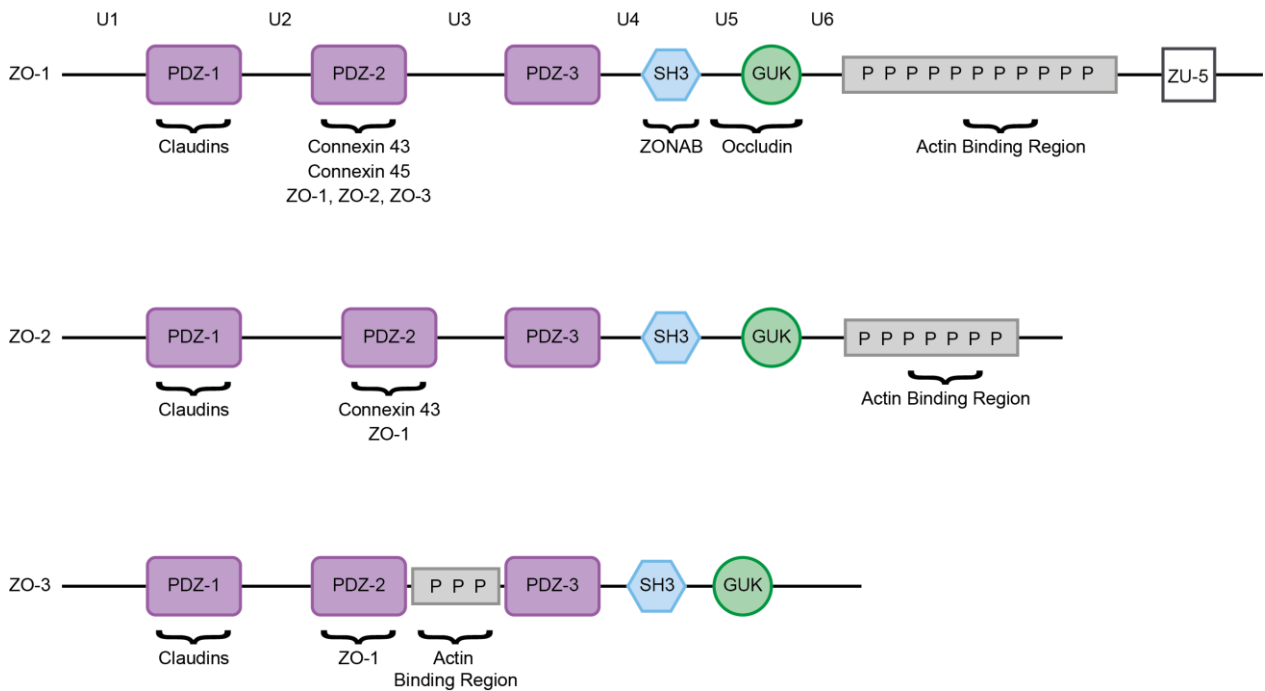 U1 U2 U3 U4 U5 U6
ZO-1 PDZ-1 PDZ-2 PDZ-3 SH3 GUK P P P P P P P P P P P ZU-5
Claudins Connexin 43 ZONAB Occludin Actin Binding Region
Connexin 45
ZO-1, ZO-2, ZO-3
ZO-2 PDZ-1 PDZ-2 PDZ-3 SH3 GUK P P P P P P P
Claudins Connexin 43 Actin Binding Region
ZO-1
ZO-3 PDZ-1 PDZ-2 P P P PDZ-3 SH3 GUK
Claudins ZO-1 Actin
Binding Region